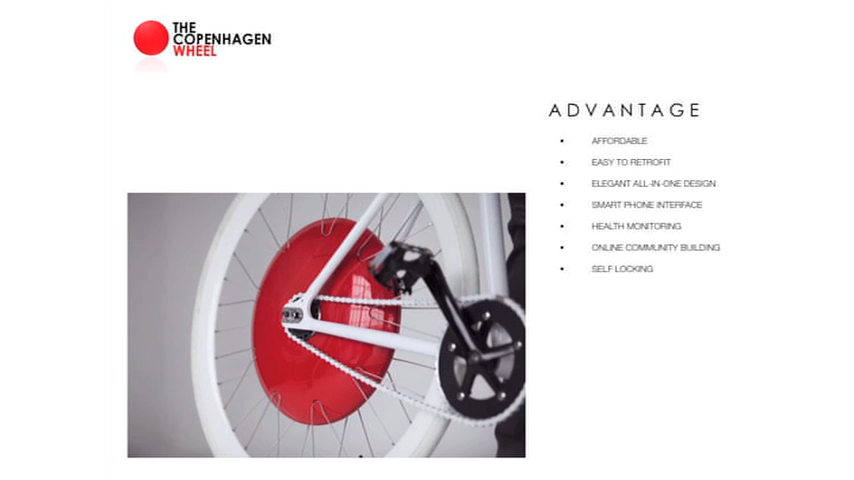 THE
COPENHAGEN
WHEEL
ADVANTAGE
• AFFORDABLE
• EASY TO RETROFIT
• ELEGANT ALL-IN-ONE DESIGN
• SMART PHONE INTERFACE
• HEALTH MONITORING
• ONLINE COMMUNITY BUILDING
• SELF LOCKING